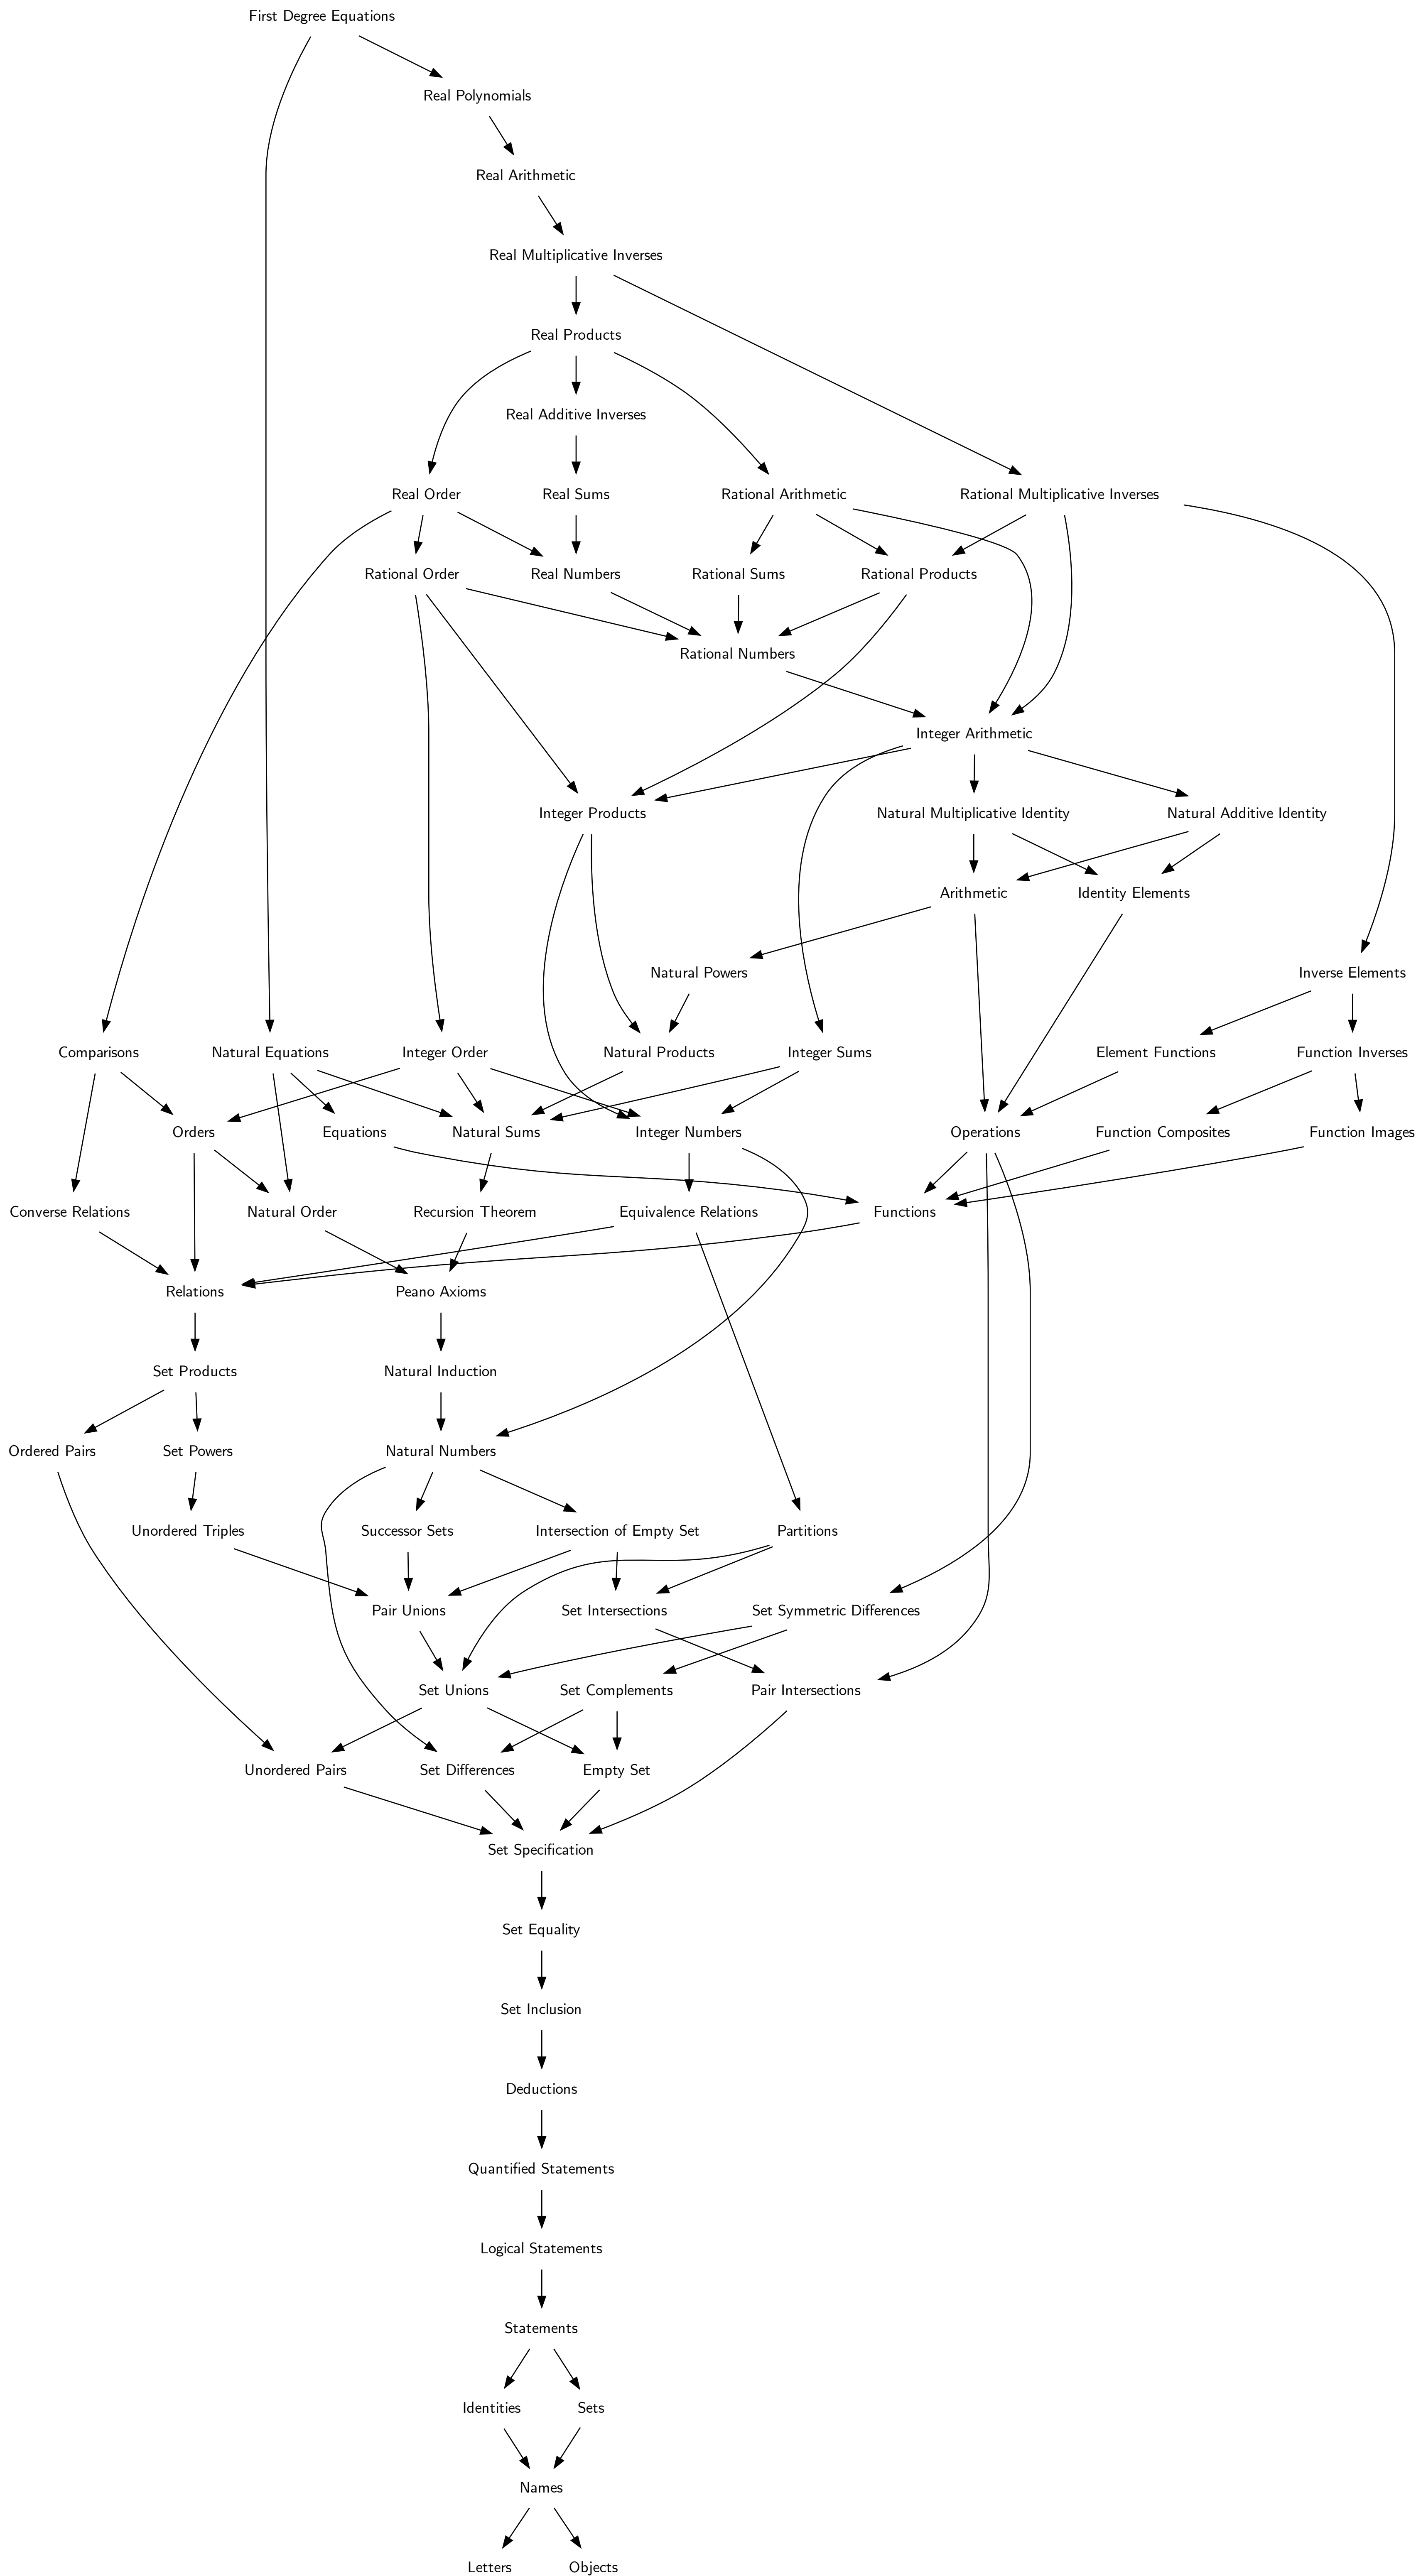 First Degree Equations
Real Polynomials
Real Arithmetic
Real Multiplicative Inverses
Real Products
Real Additive Inverses
Real Order
Real Sums
Rational Arithmetic
Rational Multiplicative Inverses
Rational Order
Real Numbers
Rational Sums
Rational Products
Rational Numbers
Integer Arithmetic
Integer Products
Natural Multiplicative Identity
Natural Additive Identity
Arithmetic
Identity Elements
Natural Powers
Inverse Elements
Comparisons
Natural Equations
Integer Order
Natural Products
Integer Sums
Element Functions
Function Inverses
Orders
Equations
Natural Sums
Integer Numbers
Operations
Function Composites
Function Images
Converse Relations
Natural Order
Recursion Theorem
Equivalence Relations
Functions
Relations
Peano Axioms
Set Products
Natural Induction
Ordered Pairs
Set Powers
Natural Numbers
Unordered Triples
Successor Sets
Intersection of Empty Set
Partitions
Pair Unions
Set Intersections
Set Symmetric Differences
Set Unions
Set Complements
Pair Intersections
Unordered Pairs
Set Differences
Empty Set
Set Specification
Set Equality
Set Inclusion
Deductions
Quantified Statements
Logical Statements
Statements
Identities
Sets
Names
Letters
Objects